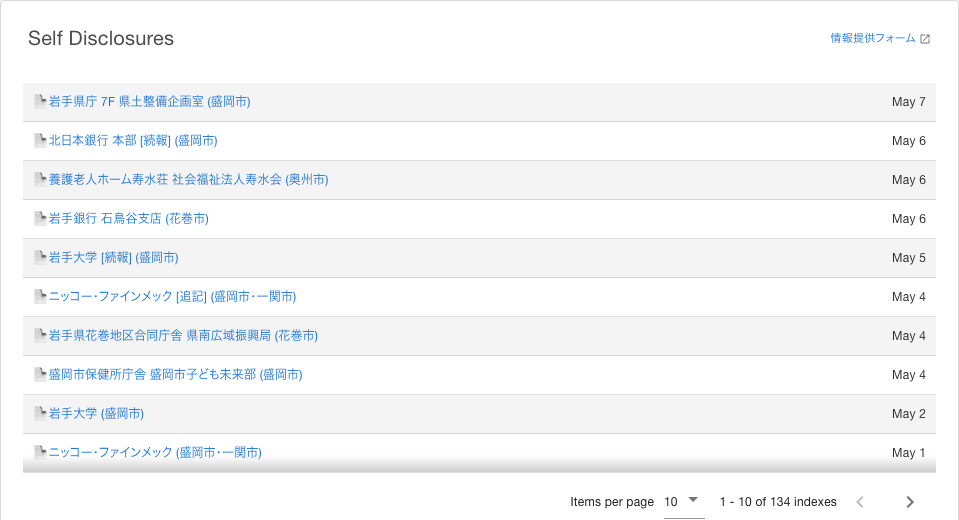 Self Disclosures
情報提供フォーム
岩手県庁 7F 県土整備企画室 (盛岡市) May 7
北日本銀行 本部 [続報] (盛岡市) May 6
養護老人ホーム寿水荘 社会福祉法人寿水会 (奥州市) May 6
岩手銀行 石鳥谷支店 (花巻市) May 6
岩手大学 [続報] (盛岡市) May 5
ニッコー・ファインメック [追記] (盛岡市・一関市) May 4
岩手県花巻地区合同庁舎 県南広域振興局 (花巻市) May 4
盛岡市保健所庁舎 盛岡市子ども未来部 (盛岡市) May 4
岩手大学 (盛岡市) May 2
ニッコー・ファインメック (盛岡市・一関市) May 1
Items per page 10 1 - 10 of 134 indexes